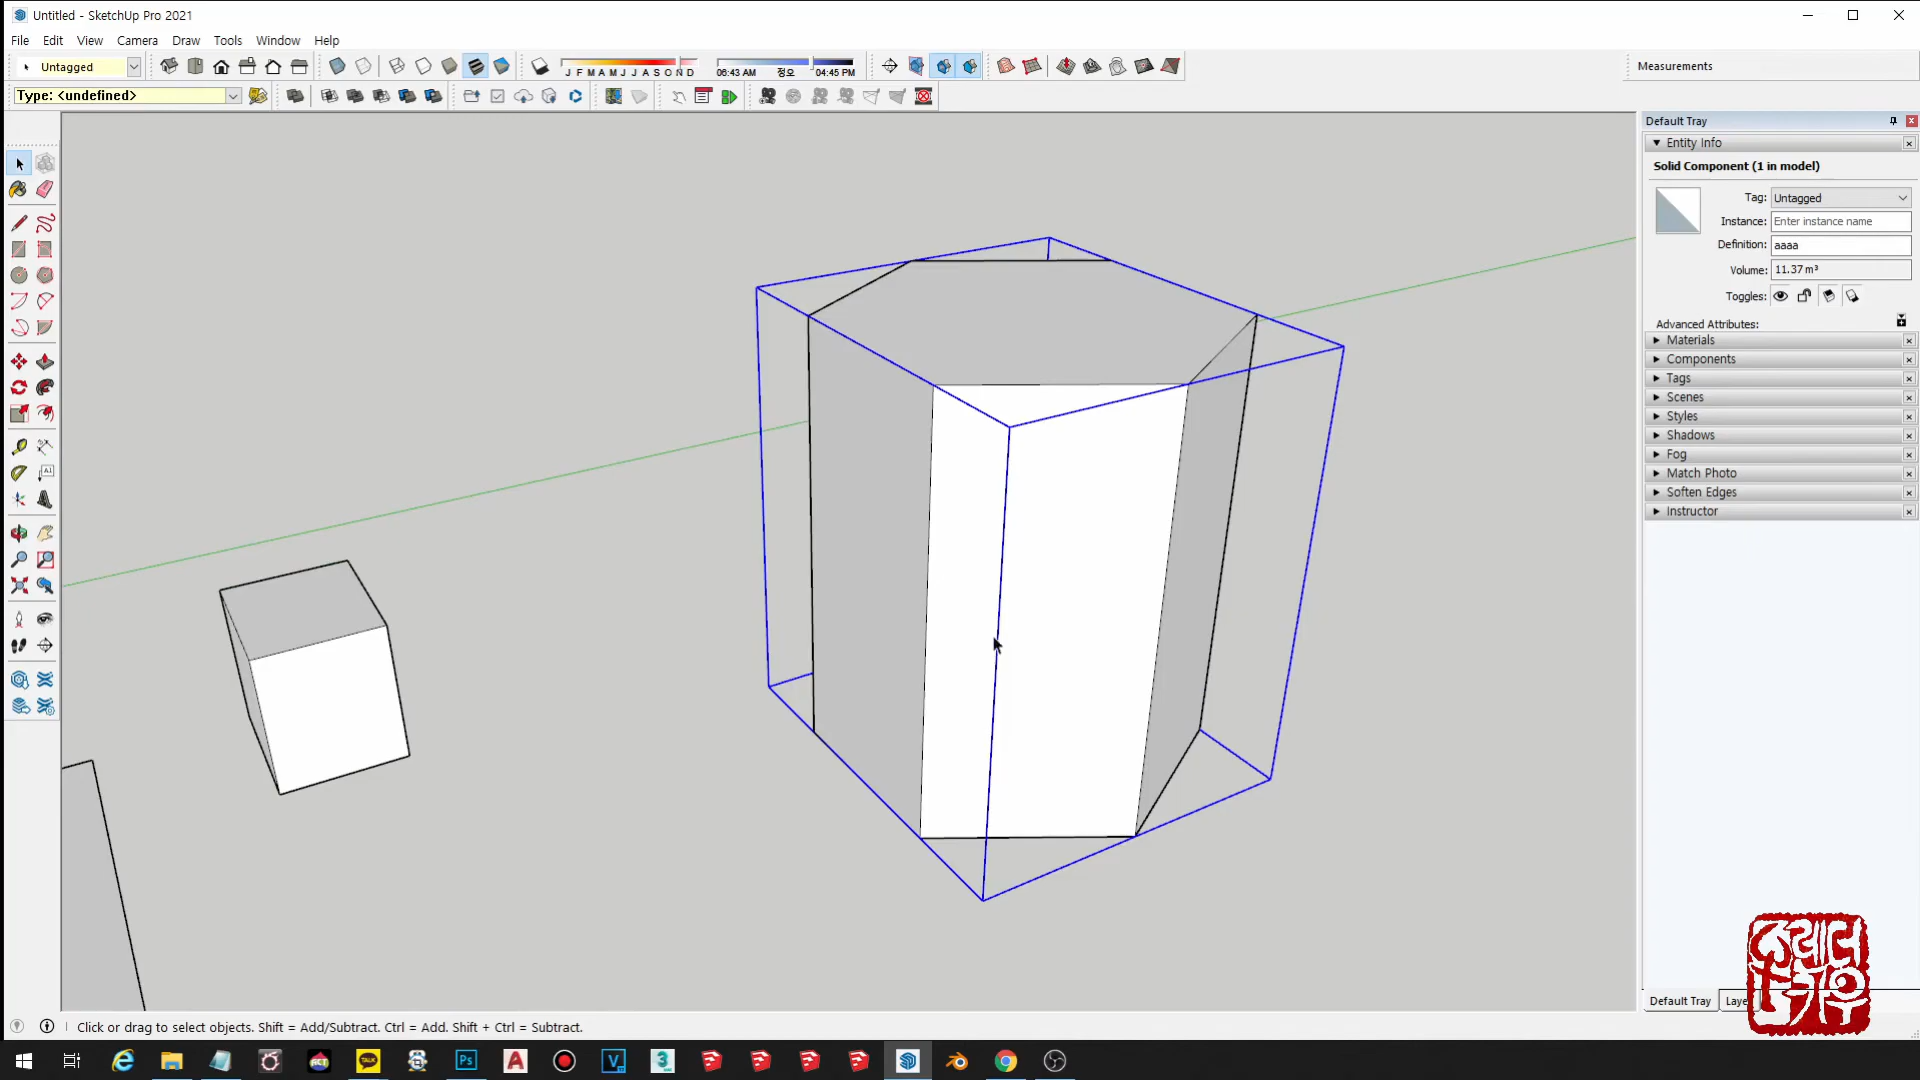 Untitled - SketchUp Pro 2021
File Edit View Camera Draw Tools Window Help
Untagged
J F M A M J J A S O N D
06:43 AM 정오 04:45 PM
Measurements
Type: <undefined>
Default Tray
Entity Info
Solid Component (1 in model)
Tag: Untagged
Instance: Enter instance name
Definition: aaaa
Volume: 11.37 m³
Toggles:
Advanced Attributes:
Materials
Components
Tags
Scenes
Styles
Shadows
Fog
Match Photo
Soften Edges
Instructor
Default Tray Laye
Click or drag to select objects. Shift = Add/Subtract. Ctrl = Add. Shift + Ctrl = Subtract.